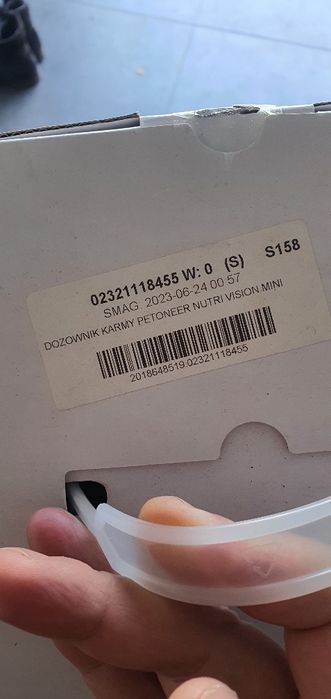 02321118455 W: 0 (S) S158
SMAG. 2023-06-24 00:57
DOZOWNIK KARMY PETONEER NUTRI VISION MINI
2018648519:02321118455